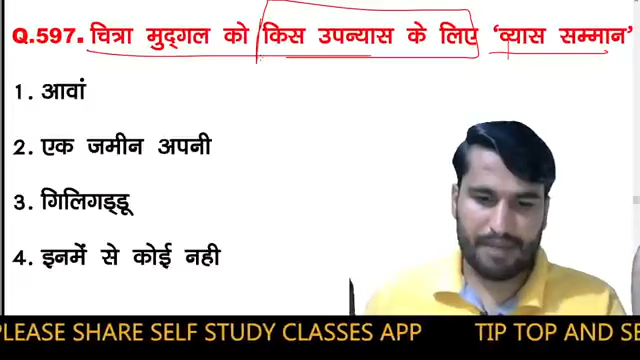 Q.597. चित्रा मुद्गल को किस उपन्यास के लिए ‘व्यास सम्मान’
1. आवां
2. एक जमीन अपनी
3. गिलिगड्डू
4. इनमें से कोई नही
PLEASE SHARE SELF STUDY CLASSES APP TIP TOP AND SE